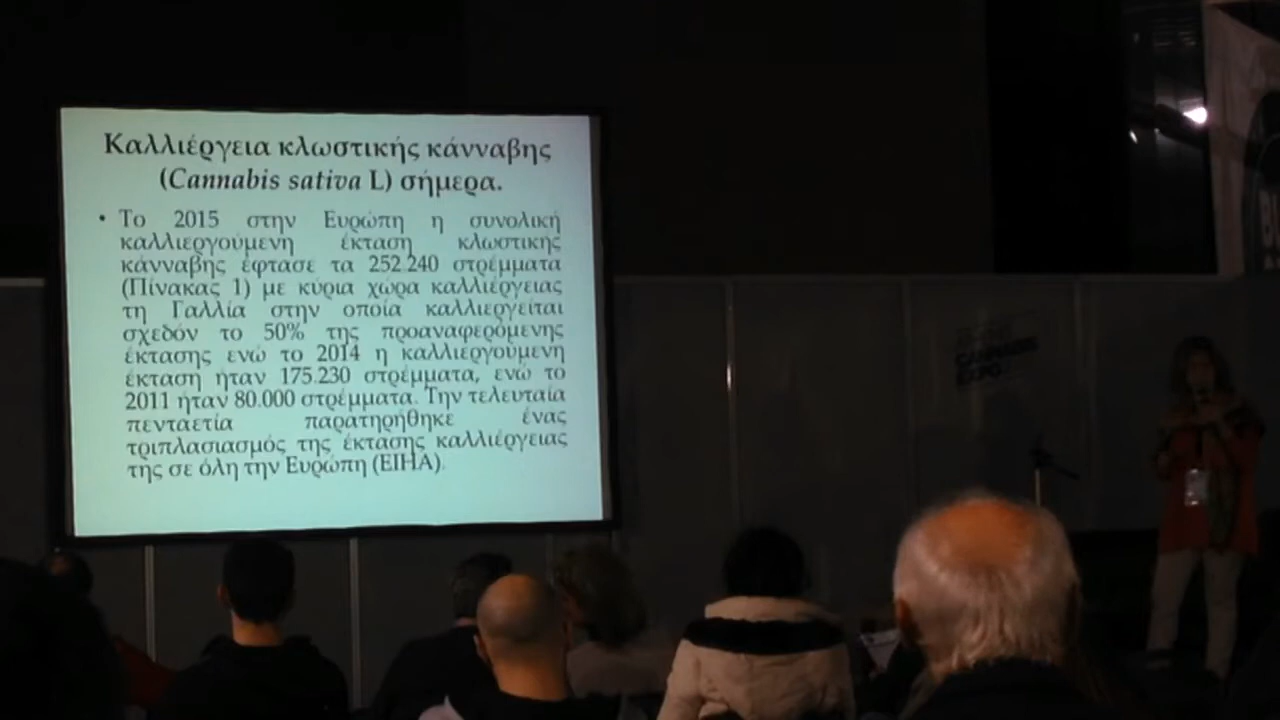 Καλλιέργεια κλωστικής κάνναβης
(Cannabis sativa L) σήμερα.
• Το 2015 στην Ευρώπη η συνολική
καλλιεργούμενη έκταση κλωστικής
κάνναβης έφτασε τα 252.240 στρέμματα
(Πίνακας 1) με κύρια χώρα καλλιέργειας
τη Γαλλία στην οποία καλλιεργείται
σχεδόν το 50% της προαναφερόμενης
έκτασης ενώ το 2014 η καλλιεργούμενη
έκταση ήταν 175.230 στρέμματα, ενώ το
2011 ήταν 80.000 στρέμματα. Την τελευταία
πενταετία παρατηρήθηκε ένας
τριπλασιασμός της έκτασης καλλιέργειας
της σε όλη την Ευρώπη (EIHA).
CANNABIS
EXPO